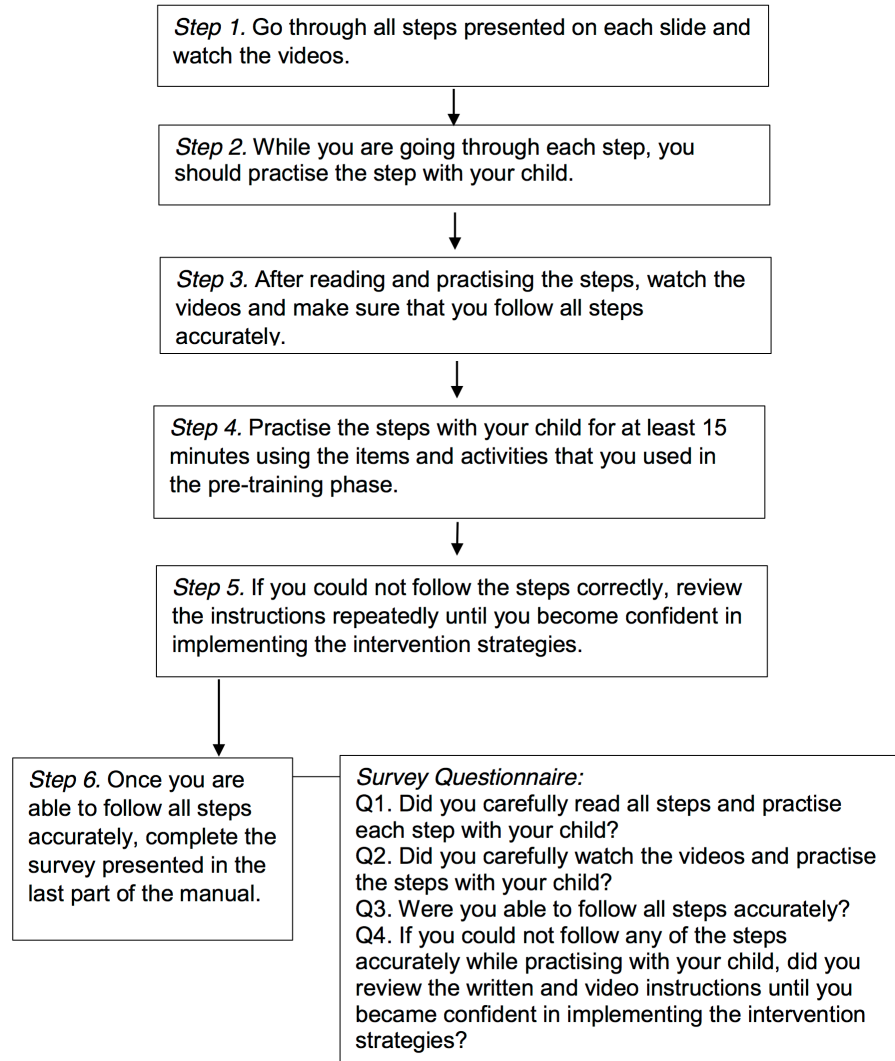 Step 1. Go through all steps presented on each slide and
watch the videos.
Step 2. While you are going through each step, you
should practise the step with your child.
Step 3. After reading and practising the steps, watch the
videos and make sure that you follow all steps
accurately.
Step 4. Practise the steps with your child for at least 15
minutes using the items and activities that you used in
the pre-training phase.
Step 5. If you could not follow the steps correctly, review
the instructions repeatedly until you become confident in
implementing the intervention strategies.
Step 6. Once you are
able to follow all steps
accurately, complete the
survey presented in the
last part of the manual.
Survey Questionnaire:
Q1. Did you carefully read all steps and practise
each step with your child?
Q2. Did you carefully watch the videos and practise
the steps with your child?
Q3. Were you able to follow all steps accurately?
Q4. If you could not follow any of the steps
accurately while practising with your child, did you
review the written and video instructions until you
became confident in implementing the intervention
strategies?